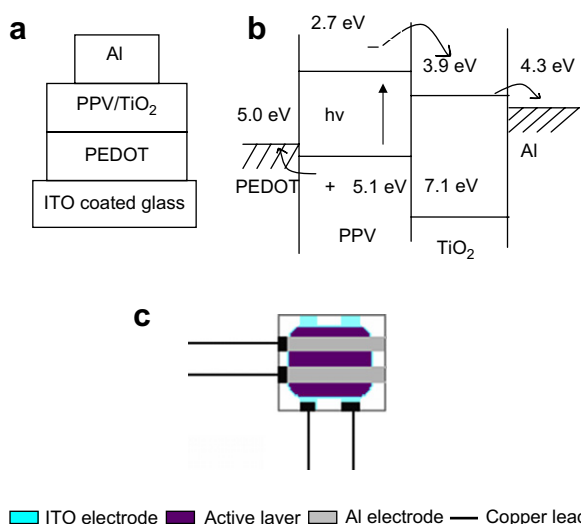 a
Al
PPV/TiO₂
PEDOT
ITO coated glass
b
2.7 eV
3.9 eV
4.3 eV
5.0 eV
hv
Al
PEDOT
+
5.1 eV
7.1 eV
PPV
TiO₂
c
ITO electrode Active layer Al electrode Copper lead